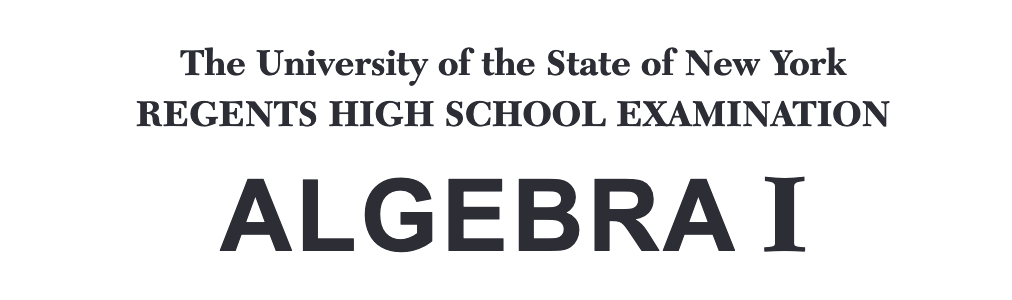 The University of the State of New York
REGENTS HIGH SCHOOL EXAMINATION
ALGEBRA I